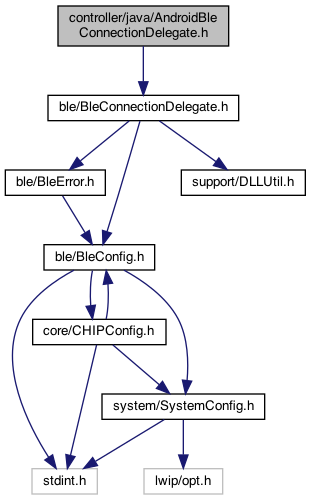 controller/java/AndroidBle
ConnectionDelegate.h
ble/BleConnectionDelegate.h
ble/BleError.h
support/DLLUtil.h
ble/BleConfig.h
core/CHIPConfig.h
system/SystemConfig.h
stdint.h
lwip/opt.h